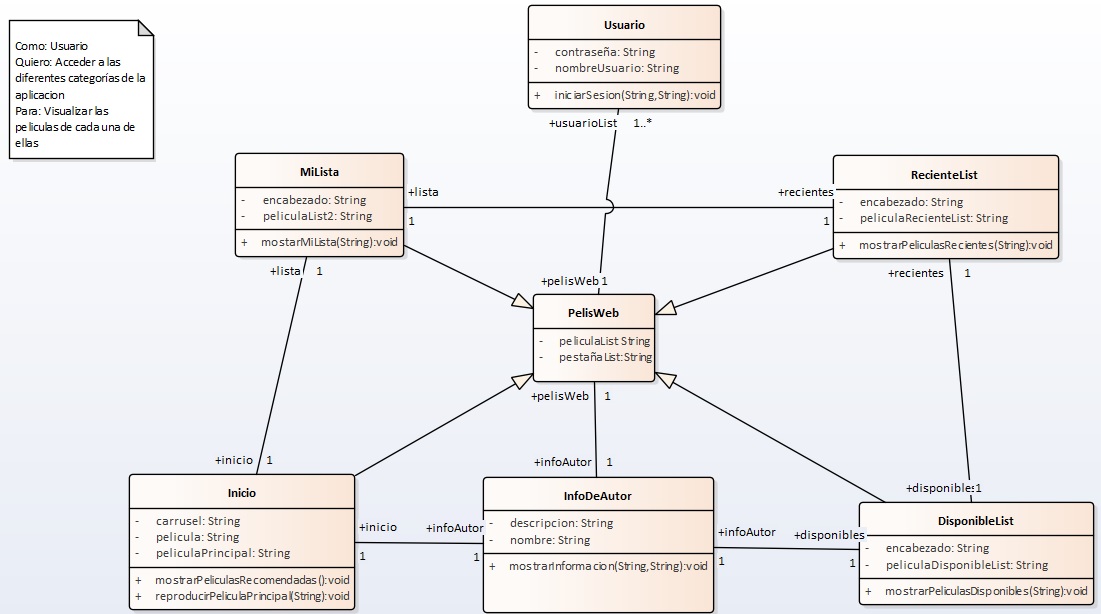 Como: Usuario
Quiero: Acceder a las
diferentes categorías de la
aplicacion
Para: Visualizar las
peliculas de cada una de
ellas
Usuario
- contraseña: String
- nombreUsuario: String
+ iniciarSesion(String,String):void
+usuarioList 1..*
MiLista
- encabezado: String
- peliculaList2: String
+ mostarMiLista(String):void
+lista
1
+recientes
1
RecienteList
- encabezado: String
- peliculaRecienteList: String
+ mostrarPeliculasRecientes(String):void
+lista 1
+recientes 1
+pelisWeb 1
PelisWeb
- peliculaList String
- pestañaList:String
+pelisWeb 1
+inicio 1
+infoAutor 1
+disponibles 1
Inicio
- carrusel: String
- pelicula: String
- peliculaPrincipal: String
+ mostrarPeliculasRecomendadas():void
+ reproducirPeliculaPrincipal(String):void
+inicio
1
+infoAutor
1
InfoDeAutor
- descripcion: String
- nombre: String
+ mostrarInformacion(String,String):void
+infoAutor
1
+disponibles
1
DisponibleList
- encabezado: String
- peliculaDisponibleList: String
+ mostrarPeliculasDisponibles(String):void